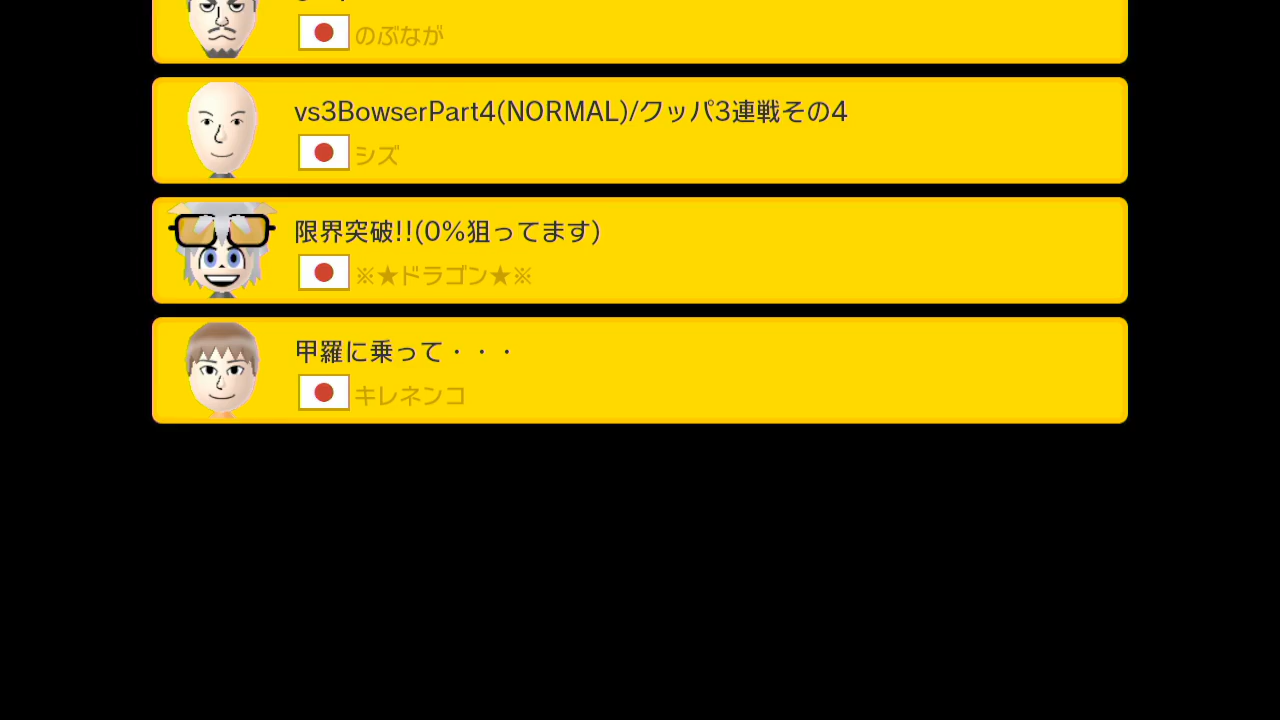 のぶなが
vs3BowserPart4(NORMAL)/クッパ3連戦その4
シズ
限界突破!!(0%狙ってます)
※★ドラゴン★※
甲羅に乗って・・・
キレネンコ